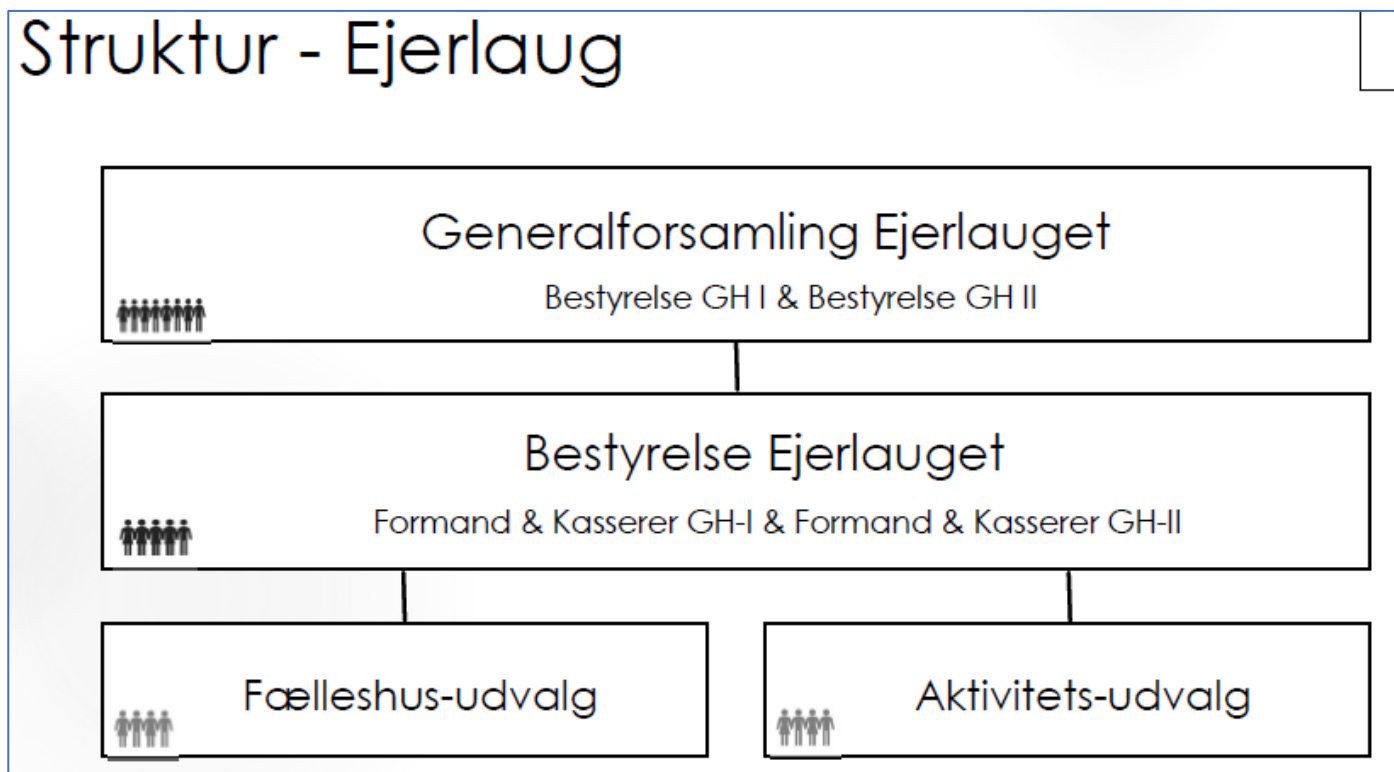 Struktur - Ejerlaug
Generalforsamling Ejerlauget
Bestyrelse GH I & Bestyrelse GH II
Bestyrelse Ejerlauget
Formand & Kasserer GH-I & Formand & Kasserer GH-II
Fælleshus-udvalg
Aktivitets-udvalg